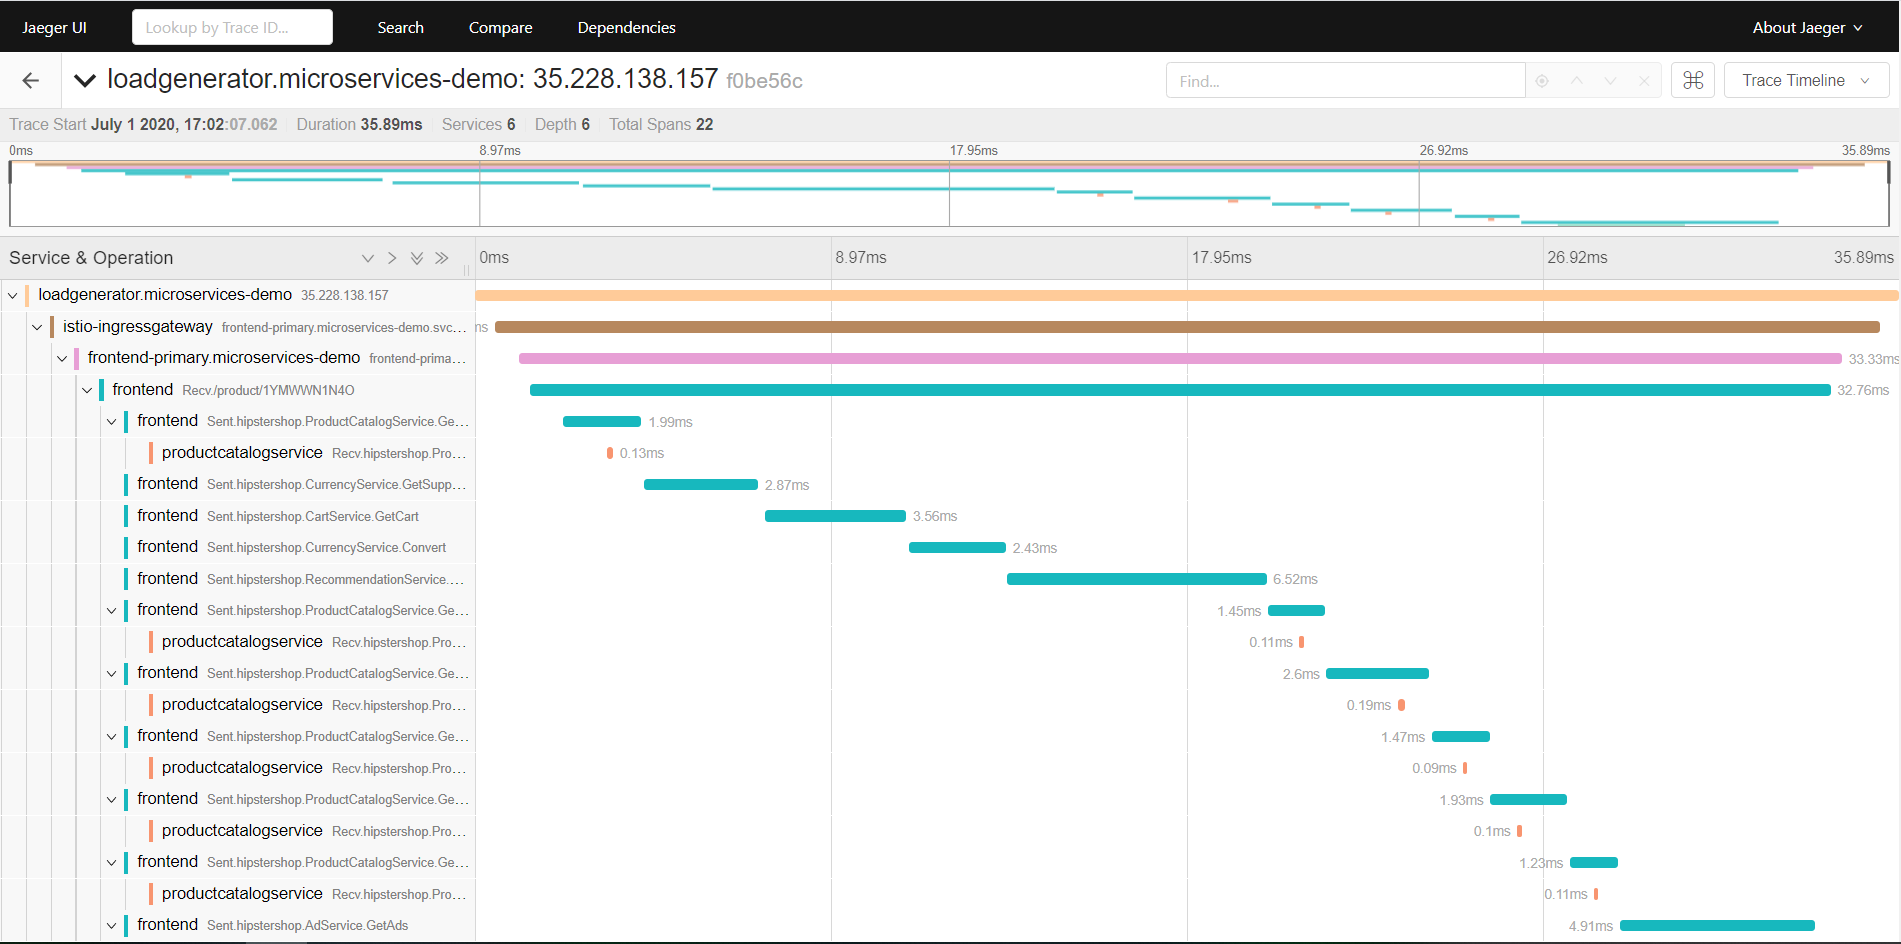 Jaeger UI Lookup by Trace ID... Search Compare Dependencies About Jaeger
loadgenerator.microservices-demo: 35.228.138.157 f0be56c Find... Trace Timeline
Trace Start July 1 2020, 17:02:07.062 Duration 35.89ms Services 6 Depth 6 Total Spans 22
0ms 8.97ms 17.95ms 26.92ms 35.89ms
Service & Operation 0ms 8.97ms 17.95ms 26.92ms 35.89ms
loadgenerator.microservices-demo 35.228.138.157
istio-ingressgateway frontend-primary.microservices-demo.svc... ms
frontend-primary.microservices-demo frontend-prima... 33.33ms
frontend Recv./product/1YMWWN1N4O 32.76ms
frontend Sent.hipstershop.ProductCatalogService.Ge... 1.99ms
productcatalogservice Recv.hipstershop.Pro... 0.13ms
frontend Sent.hipstershop.CurrencyService.GetSupp... 2.87ms
frontend Sent.hipstershop.CartService.GetCart 3.56ms
frontend Sent.hipstershop.CurrencyService.Convert 2.43ms
frontend Sent.hipstershop.RecommendationService.... 6.52ms
frontend Sent.hipstershop.ProductCatalogService.Ge... 1.45ms
productcatalogservice Recv.hipstershop.Pro... 0.11ms
frontend Sent.hipstershop.ProductCatalogService.Ge... 2.6ms
productcatalogservice Recv.hipstershop.Pro... 0.19ms
frontend Sent.hipstershop.ProductCatalogService.Ge... 1.47ms
productcatalogservice Recv.hipstershop.Pro... 0.09ms
frontend Sent.hipstershop.ProductCatalogService.Ge... 1.93ms
productcatalogservice Recv.hipstershop.Pro... 0.1ms
frontend Sent.hipstershop.ProductCatalogService.Ge... 1.23ms
productcatalogservice Recv.hipstershop.Pro... 0.11ms
frontend Sent.hipstershop.AdService.GetAds 4.91ms